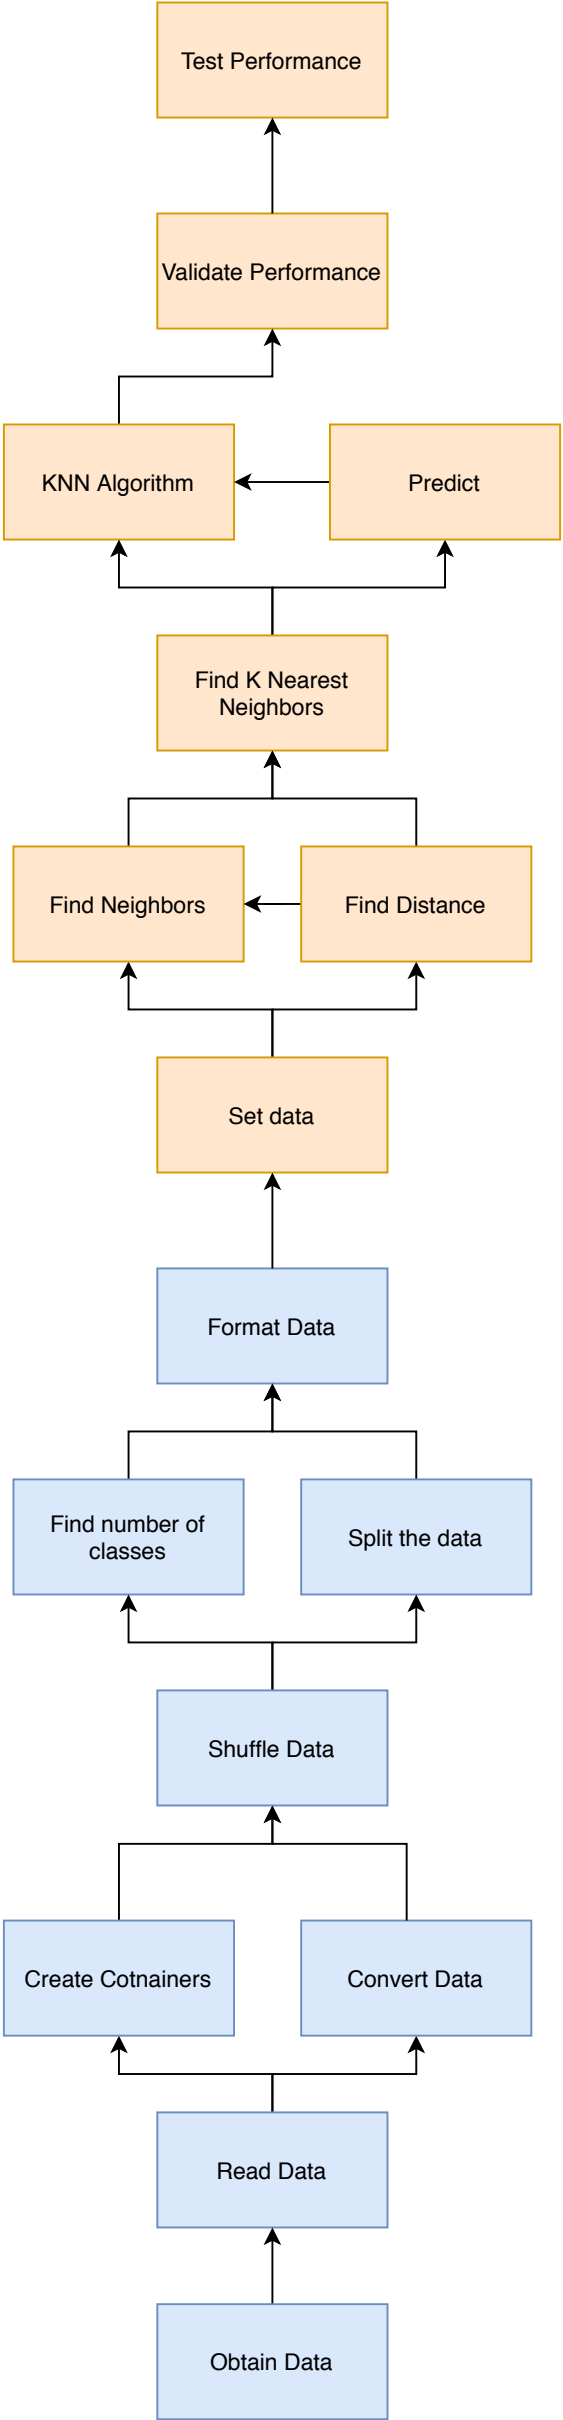 Test Performance
Validate Performance
KNN Algorithm
Predict
Find K Nearest
Neighbors
Find Neighbors
Find Distance
Set data
Format Data
Find number of
classes
Split the data
Shuffle Data
Create Cotnainers
Convert Data
Read Data
Obtain Data